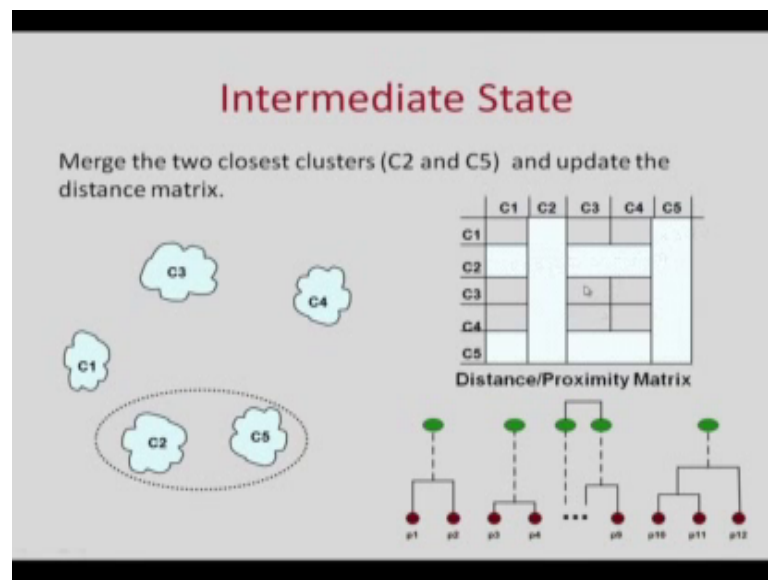 Intermediate State
Merge the two closest clusters (C2 and C5) and update the
distance matrix.
C1 C2 C3 C4 C5
C1
C2
C3
C4
C5
Distance/Proximity Matrix
C3
C4
C1
C2
C5
...
p1 p2 p3 p4 p9 p10 p11 p12